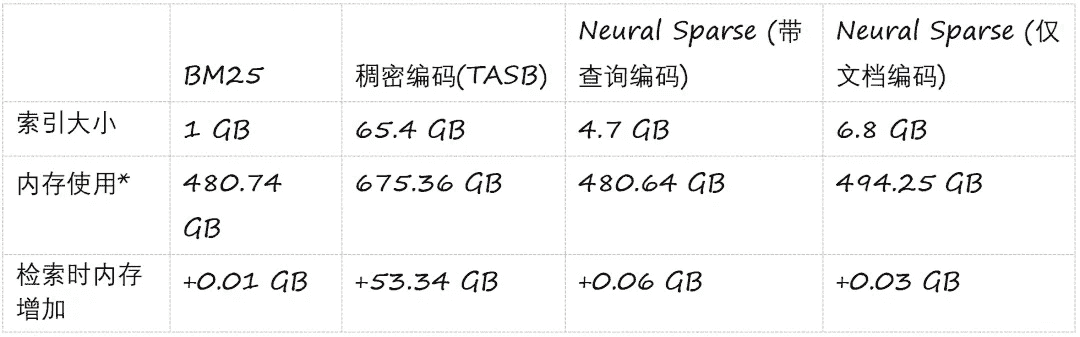 BM25
稠密编码(TASB)
Neural Sparse (带
查询编码)
Neural Sparse (仅
文档编码)
索引大小
1 GB
65.4 GB
4.7 GB
6.8 GB
内存使用*
480.74
GB
675.36 GB
480.64 GB
494.25 GB
检索时内存
增加
+0.01 GB
+53.34 GB
+0.06 GB
+0.03 GB